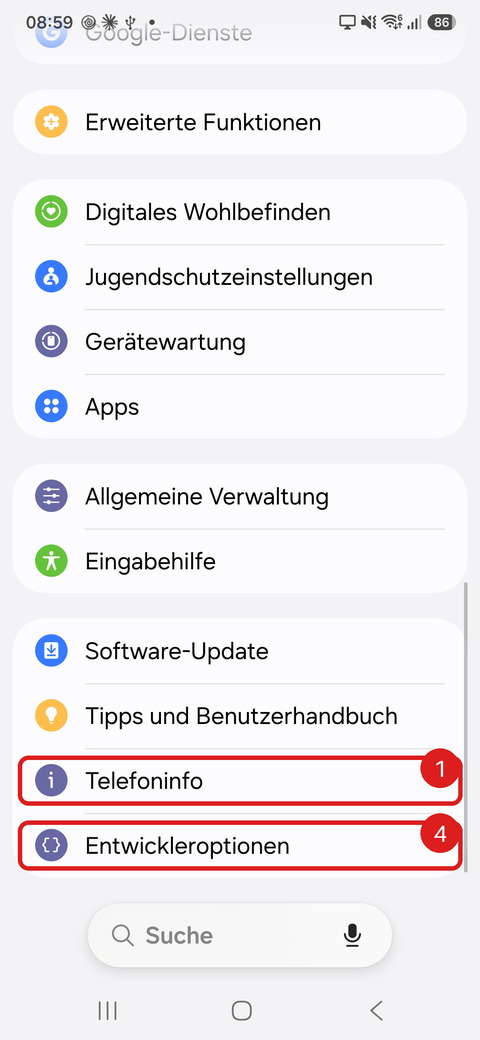 08:59 6 86
Google-Dienste
Erweiterte Funktionen
Digitales Wohlbefinden
Jugendschutzeinstellungen
Gerätewartung
Apps
Allgemeine Verwaltung
Eingabehilfe
Software-Update
Tipps und Benutzerhandbuch
1
Telefoninfo
4
Entwickleroptionen
Suche